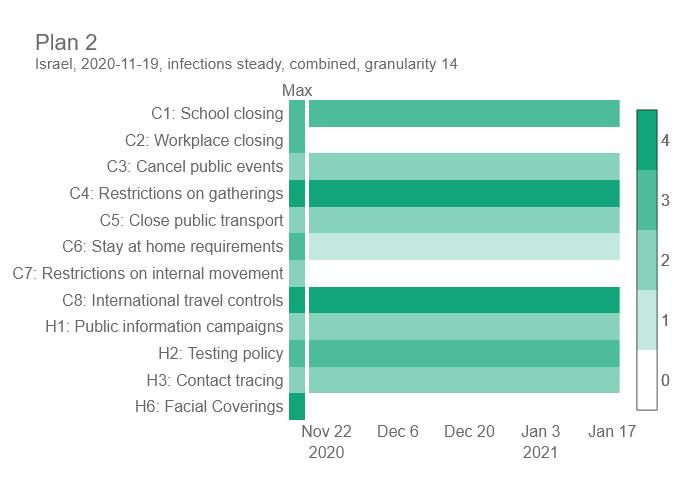 Plan 2
Israel, 2020-11-19, infections steady, combined, granularity 14
Max
C1: School closing
C2: Workplace closing
C3: Cancel public events
C4: Restrictions on gatherings
C5: Close public transport
C6: Stay at home requirements
C7: Restrictions on internal movement
C8: International travel controls
H1: Public information campaigns
H2: Testing policy
H3: Contact tracing
H6: Facial Coverings
4
3
2
1
0
Nov 22 Dec 6 Dec 20 Jan 3 Jan 17
2020 2021